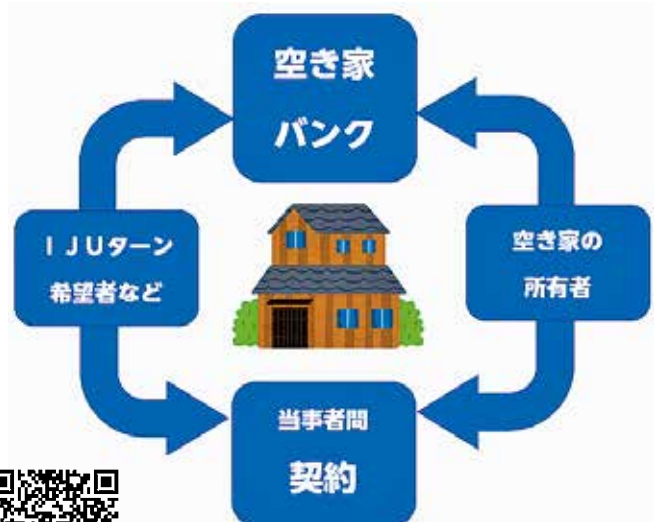 空き家
バンク
IJUターン
希望者など
空き家の
所有者
当事者間
契約